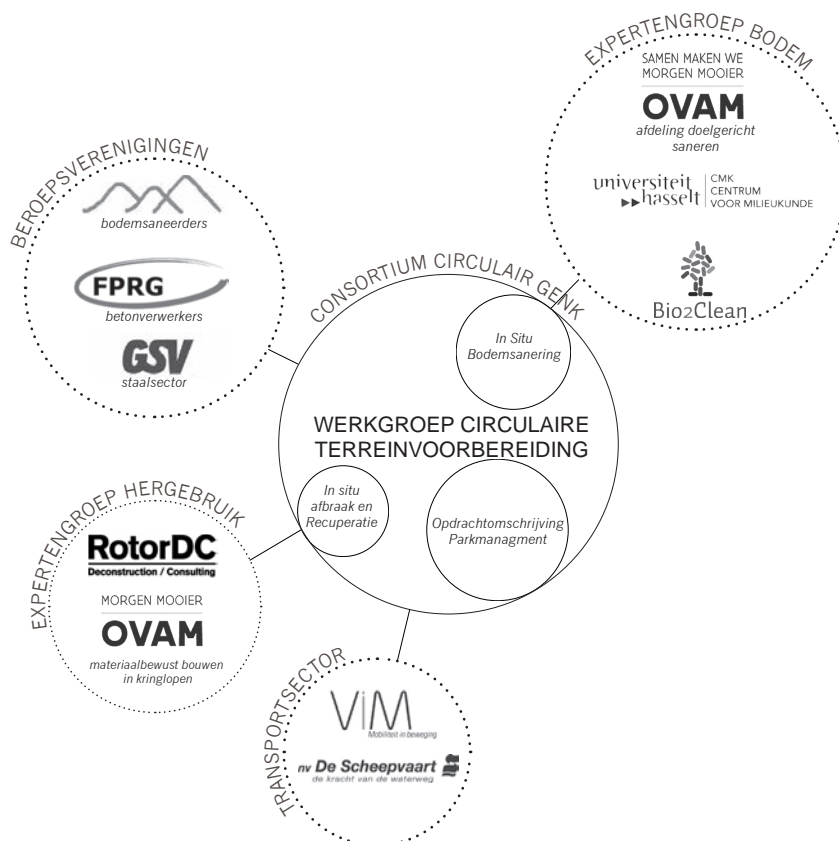 EXPERTENGROEP BODEM
SAMEN MAKEN WE
MORGEN MOOIER
OVAM
afdeling doelgericht
saneren
universiteit
hasselt
CMK
CENTRUM
VOOR MILIEUKUNDE
Bio2Clean
BEROEPSVERENIGINGEN
bodemsaneerders
FPRG
betonverwerkers
GSV
staalsector
CONSORTIUM CIRCULAIR GENK
In Situ
Bodemsanering
WERKGROEP CIRCULAIRE
TERREINVOORBEREIDING
In situ
afbraak en
Recuperatie
Opdrachtomschrijving
Parkmanagment
EXPERTENGROEP HERGEBRUIK
RotorDC
Deconstruction / Consulting
MORGEN MOOIER
OVAM
materiaalbewust bouwen
in kringlopen
TRANSPORTSECTOR
ViM
Mobiliteit in beweging
nv De Scheepvaart
de kracht van de waterweg